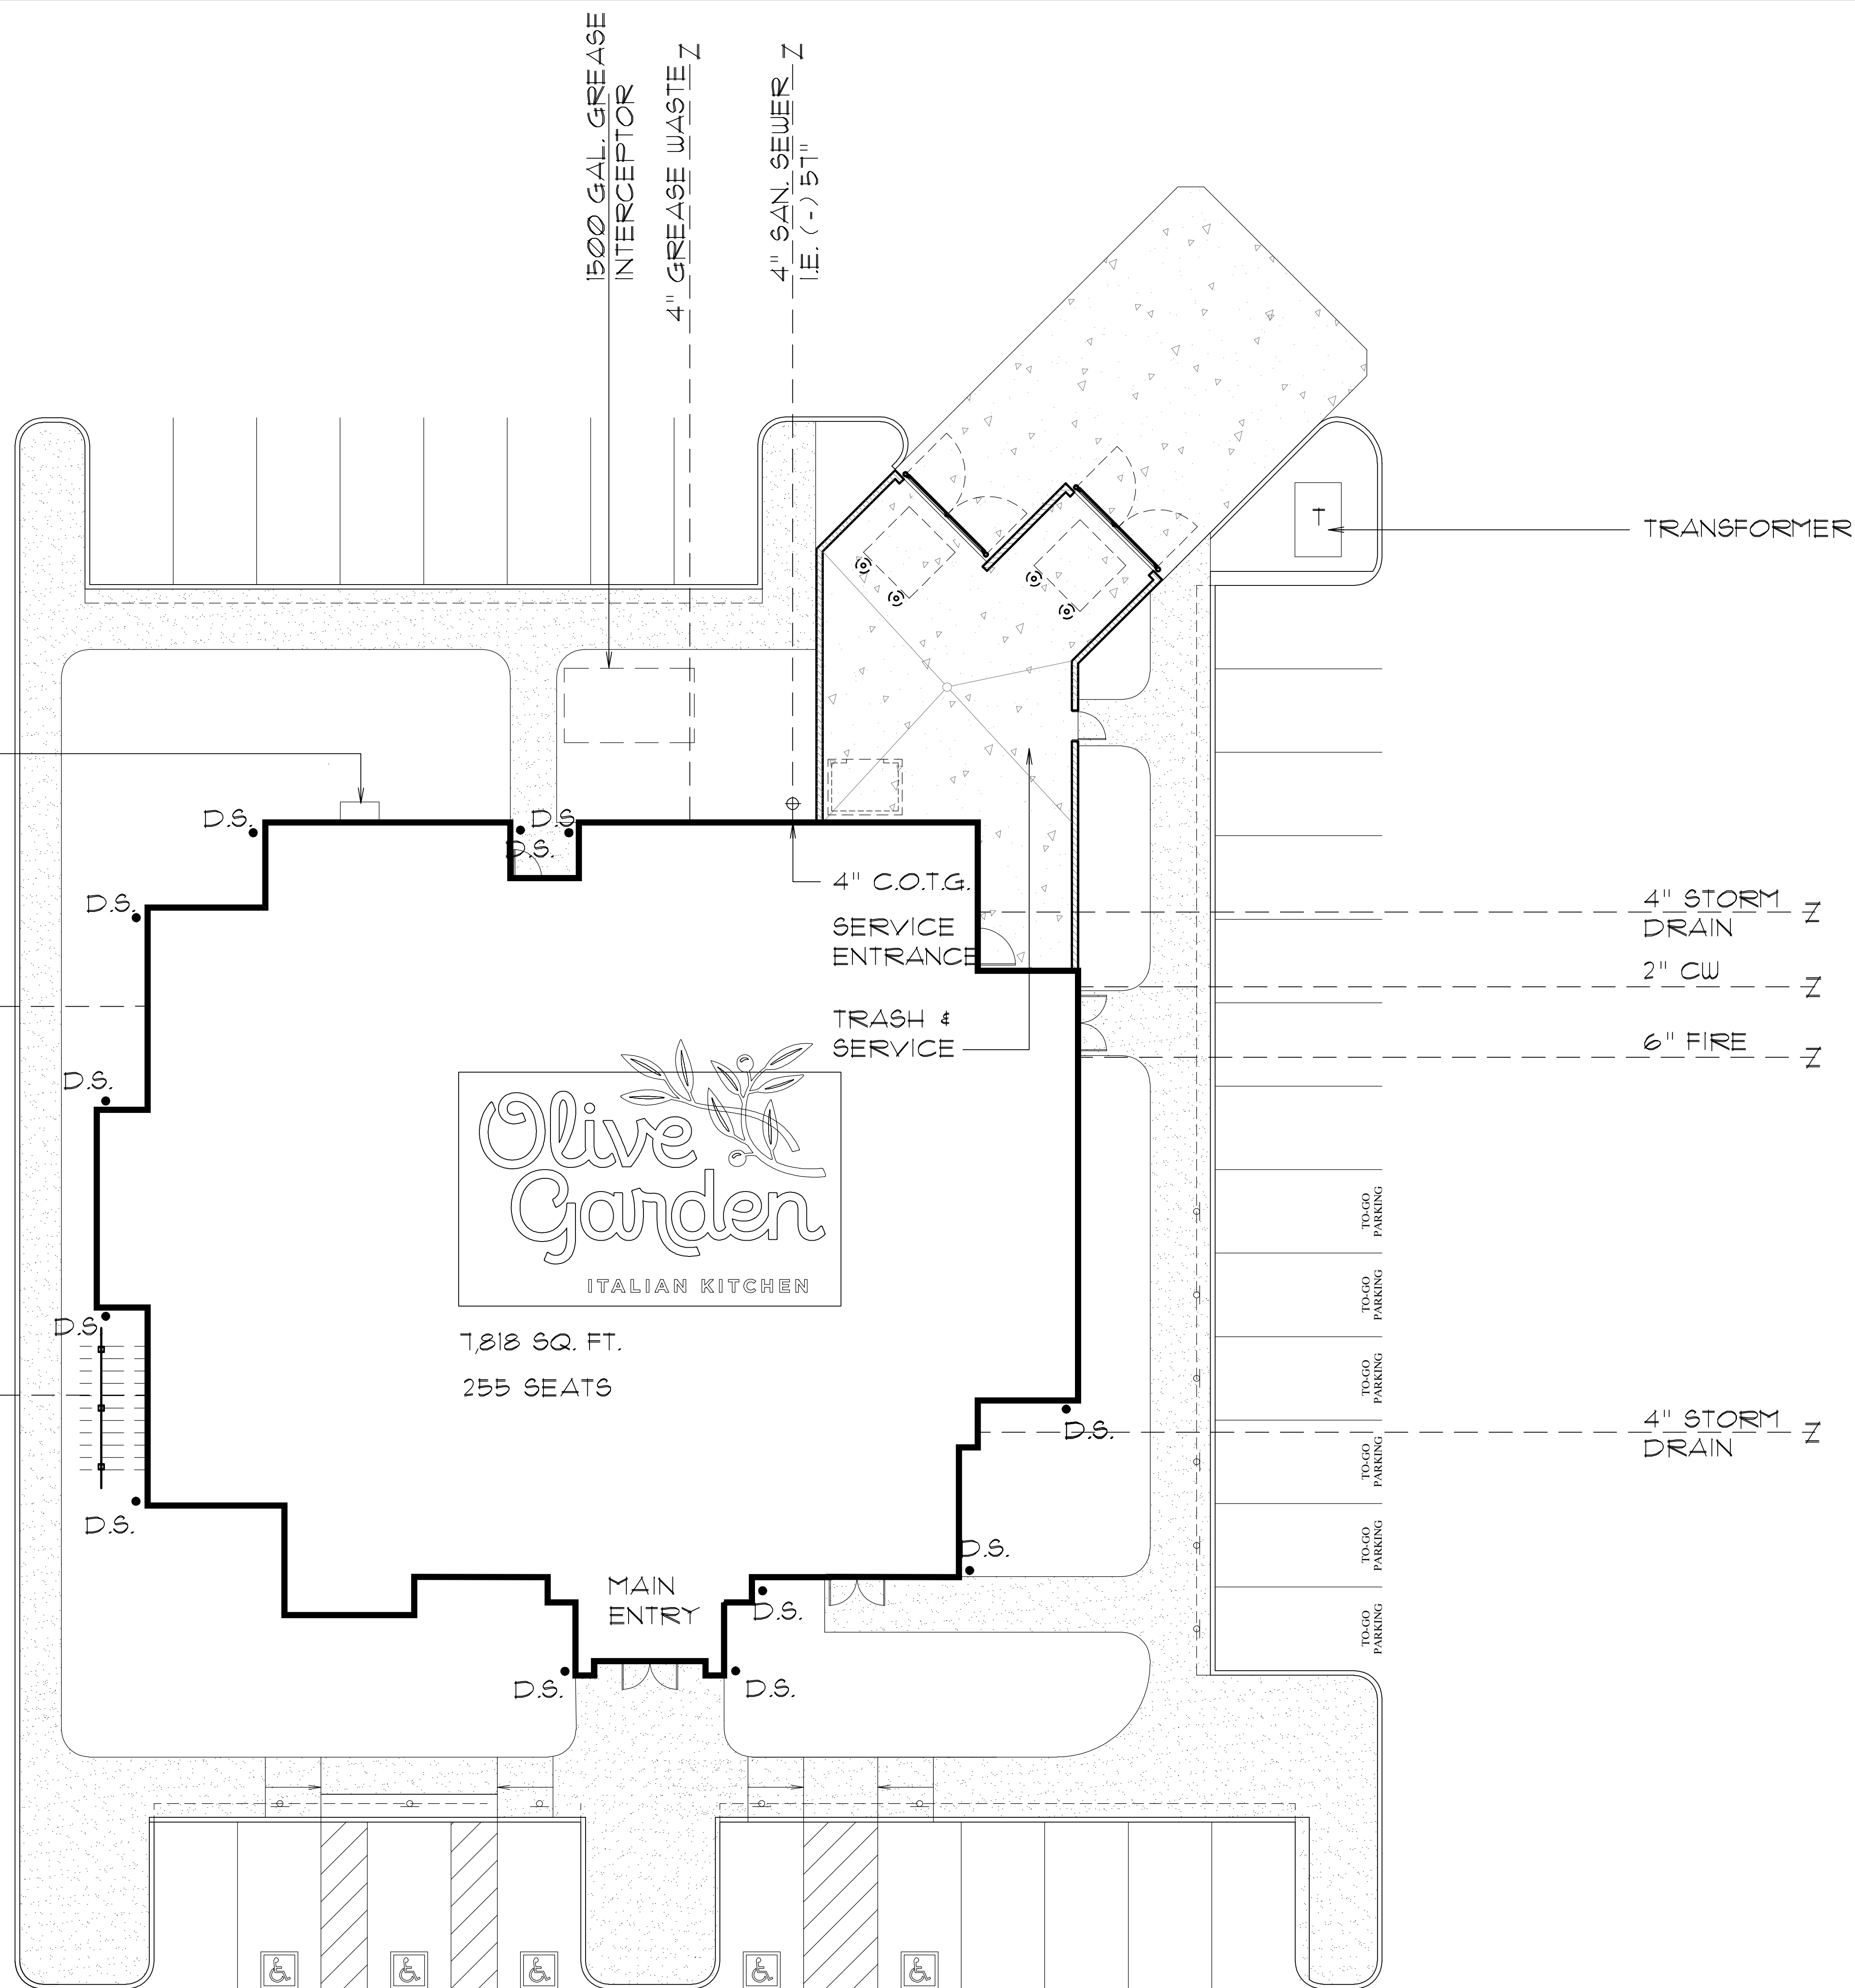 1500 GAL. GREASE
INTERCEPTOR
4" GREASE WASTE
4" SAN. SEWER
I.E. (-) 57"
Z
Z
T
TRANSFORMER
D.S.
D.S.
D.S.
D.S.
4" C.O.T.G.
SERVICE
ENTRANCE
TRASH &
SERVICE
4" STORM
DRAIN
Z
2" CW
Z
6" FIRE
Z
D.S.
Olive
Garden
ITALIAN KITCHEN
7,818 SQ. FT.
255 SEATS
D.S.
D.S.
D.S.
4" STORM
DRAIN
Z
TO-GO
PARKING
TO-GO
PARKING
TO-GO
PARKING
TO-GO
PARKING
TO-GO
PARKING
TO-GO
PARKING
D.S.
MAIN
ENTRY
D.S.
D.S.
D.S.